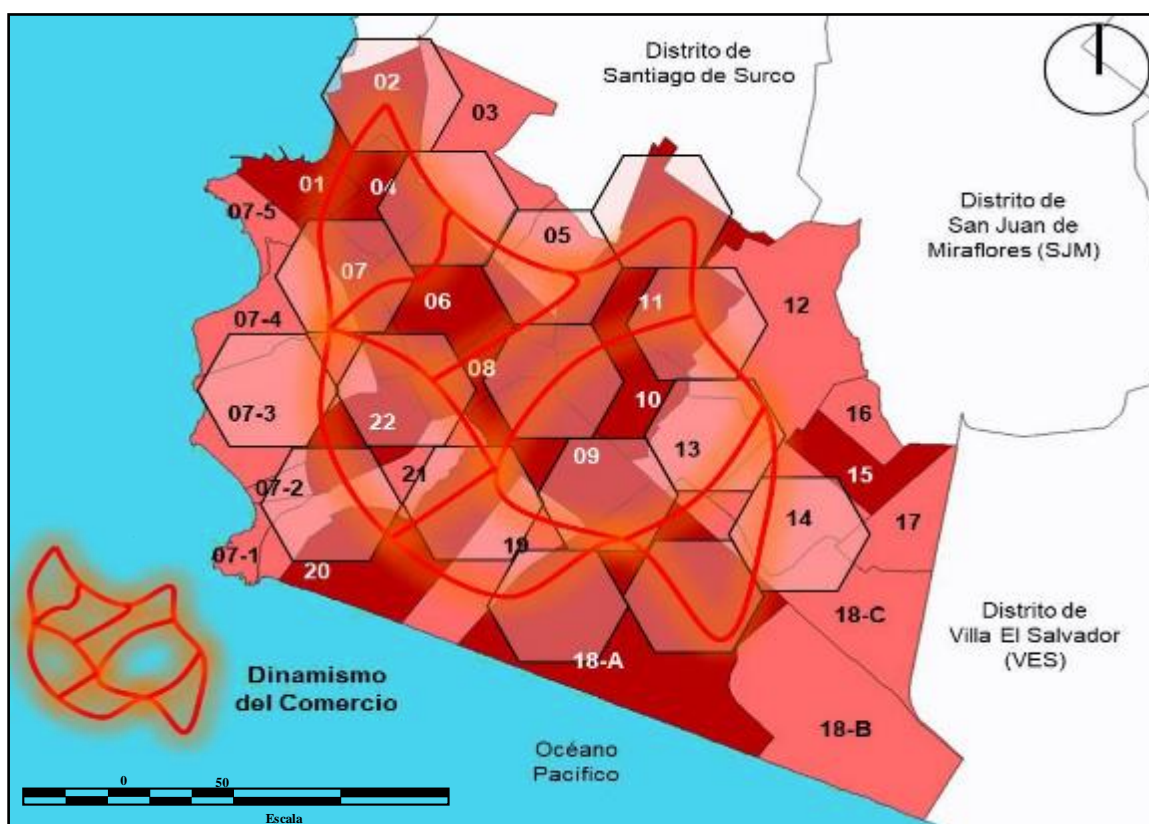 Distrito de
Santiago de Surco
02
03
01
04
07-5
05
Distrito de
San Juan de
Miraflores (SJM)
07
06
11
12
07-4
08
07-3
22
10
16
13
09
15
21
07-2
14
17
07-1
20
19
18-C
Distrito de
Villa El Salvador
(VES)
18-A
Dinamismo
del Comercio
18-B
Océano
Pacífico
0
50
Escala